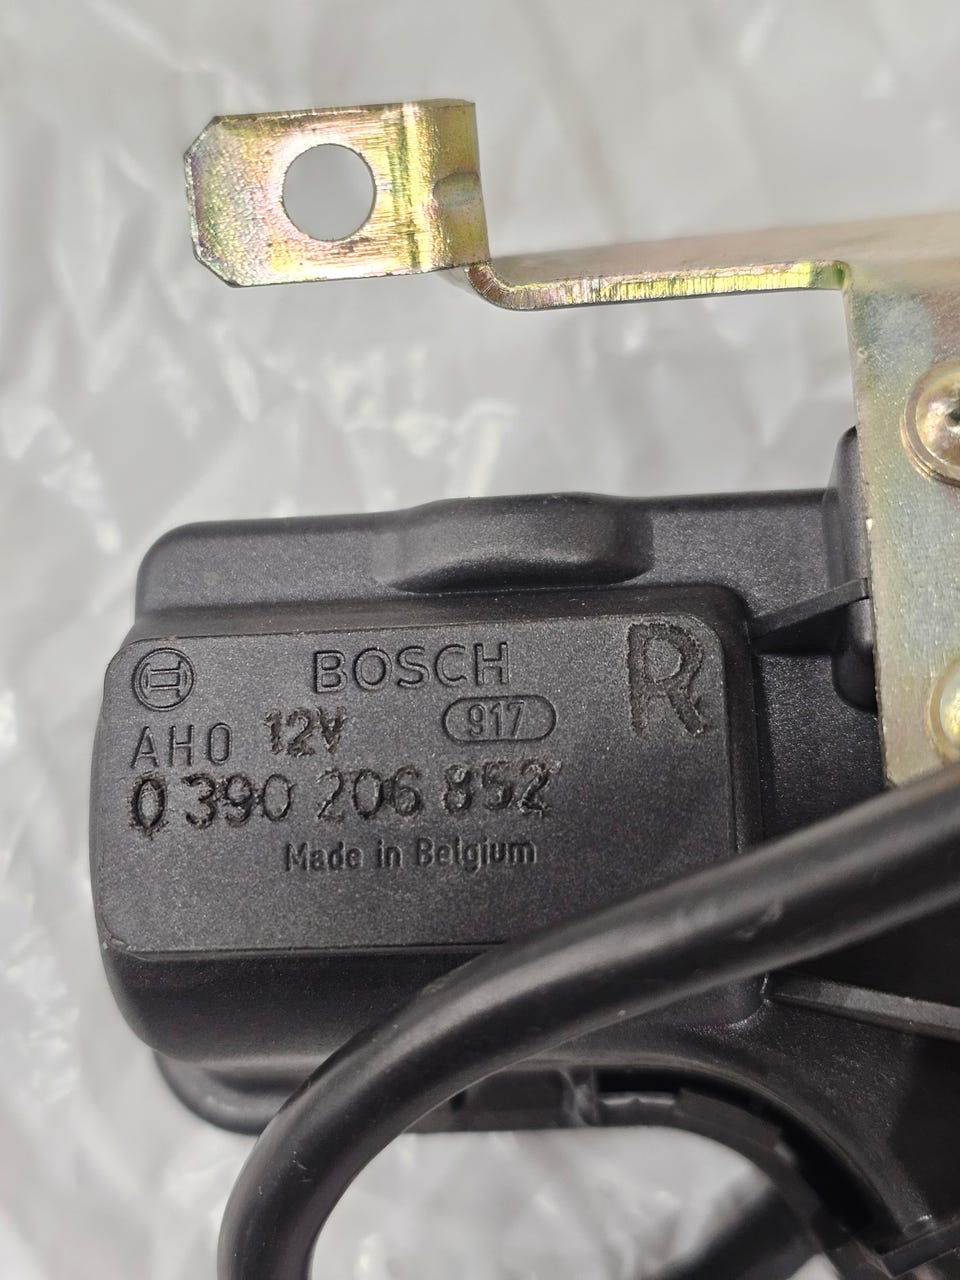 BOSCH R
AHO 12V 917
0 390 206 852
Made in Belgium